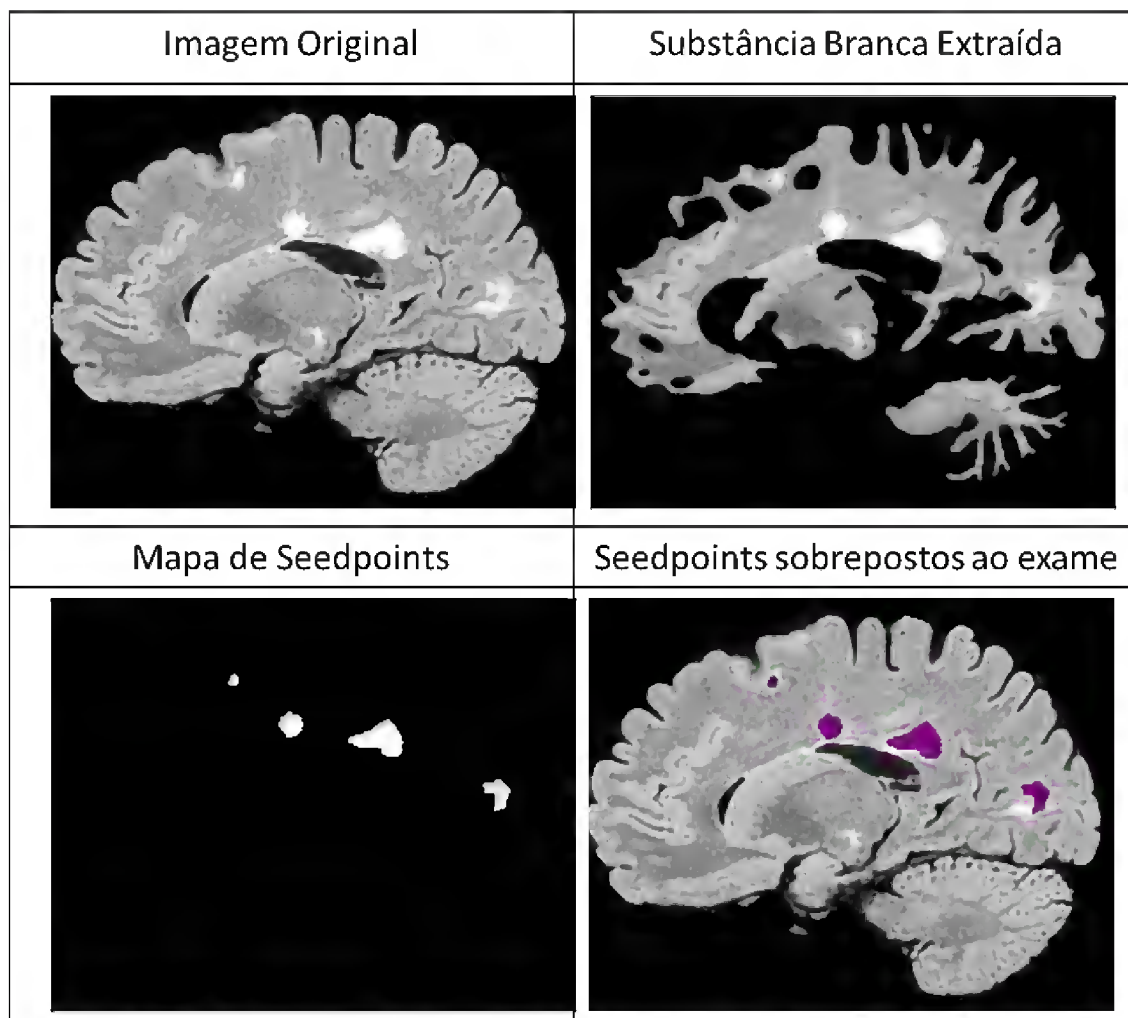 Imagem Original
Substância Branca Extraída
Mapa de Seedpoints
Seedpoints sobrepostos ao exame